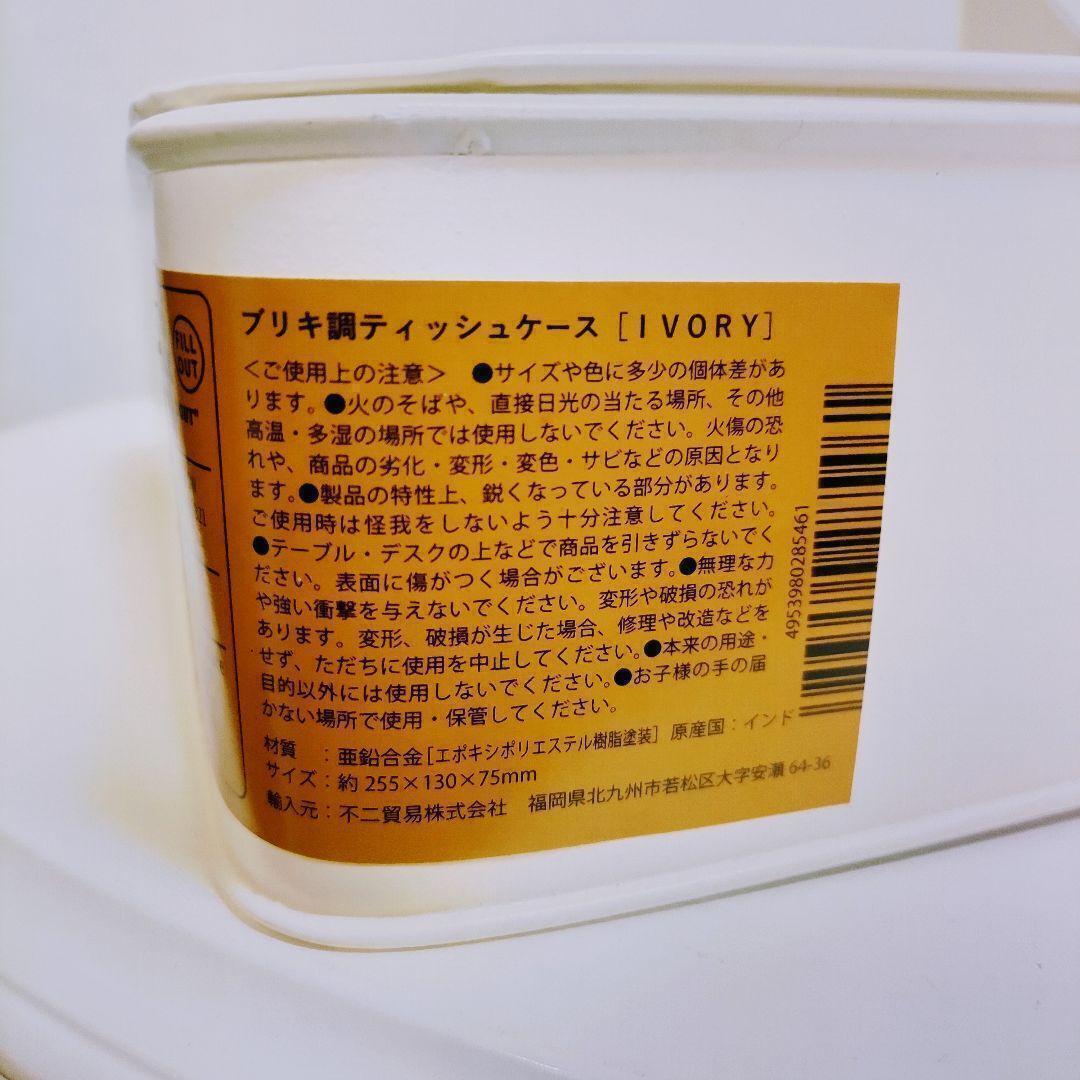 FILL
OUT
ブリキ調ティッシュケース [IVORY]
<ご使用上の注意> ●サイズや色に多少の個体差があ
ります。●火のそばや、直接日光の当たる場所、その他
高温・多湿の場所では使用しないでください。火傷の恐
れや、商品の劣化・変形・変色・サビなどの原因となり
ます。●製品の特性上、鋭くなっている部分があります。
ご使用時は怪我をしないよう十分注意してください。
●テーブル・デスクの上などで商品を引きずらないでく
ださい。表面に傷がつく場合がございます。●無理な力
や強い衝撃を与えないでください。変形や破損の恐れが
あります。変形、破損が生じた場合、修理や改造などを
せず、ただちに使用を中止してください。●本来の用途・
目的以外には使用しないでください。●お子様の手の届
かない場所で使用・保管してください。
材質 : 亜鉛合金[エポキシポリエステル樹脂塗装] 原産国:インド
サイズ:約 255×130×75mm
輸入元:不二貿易株式会社 福岡県北九州市若松区大字安瀬 64-36
4953980285461